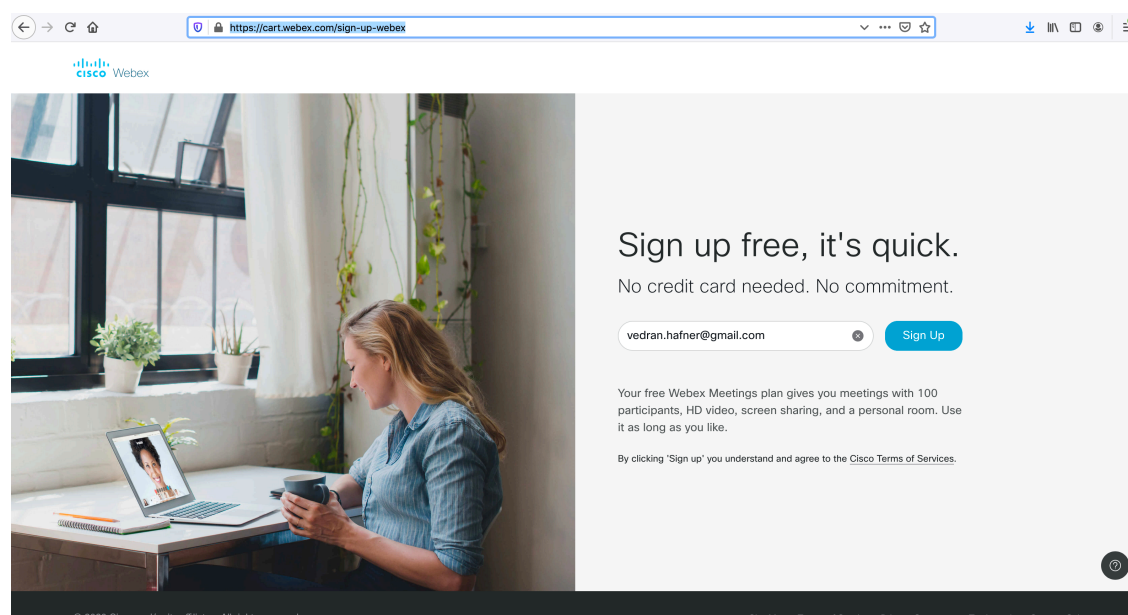 https://cart.webex.com/sign-up-webex
CISCO Webex
Sign up free, it's quick.
No credit card needed. No commitment.
vedran.hafner@gmail.com
Sign Up
Your free Webex Meetings plan gives you meetings with 100
participants, HD video, screen sharing, and a personal room. Use
it as long as you like.
By clicking 'Sign up' you understand and agree to the Cisco Terms of Services.